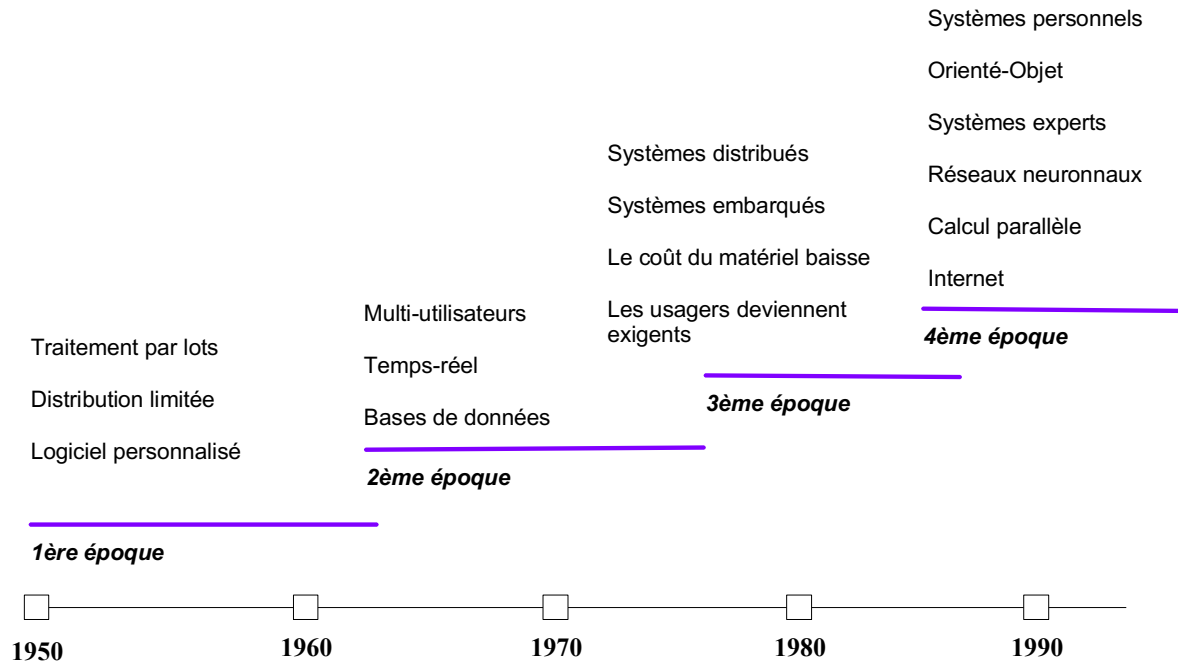 Traitement par lots
Distribution limitée
Logiciel personnalisé
1ère époque
Multi-utilisateurs
Temps-réel
Bases de données
2ème époque
Systèmes distribués
Systèmes embarqués
Le coût du matériel baisse
Les usagers deviennent
exigents
3ème époque
Systèmes personnels
Orienté-Objet
Systèmes experts
Réseaux neuronnaux
Calcul parallèle
Internet
4ème époque
1950
1960
1970
1980
1990